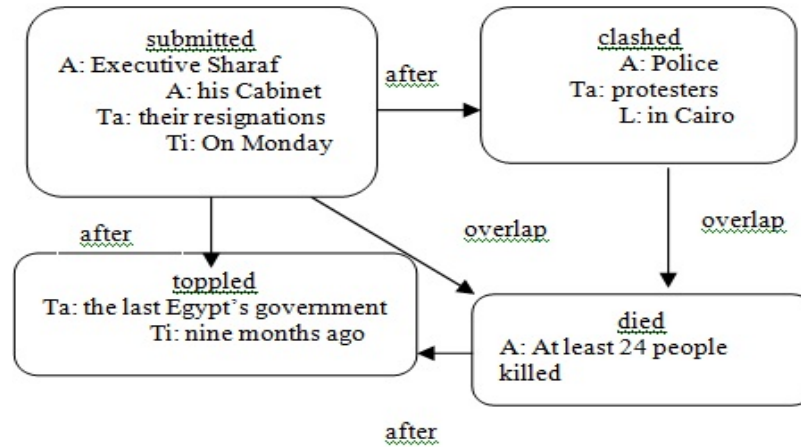 submitted
A: Executive Sharaf
A: his Cabinet
Ta: their resignations
Ti: On Monday
after
clashed
A: Police
Ta: protesters
L: in Cairo
after
overlap
overlap
toppled
Ta: the last Egypt’s government
Ti: nine months ago
died
A: At least 24 people
killed
after